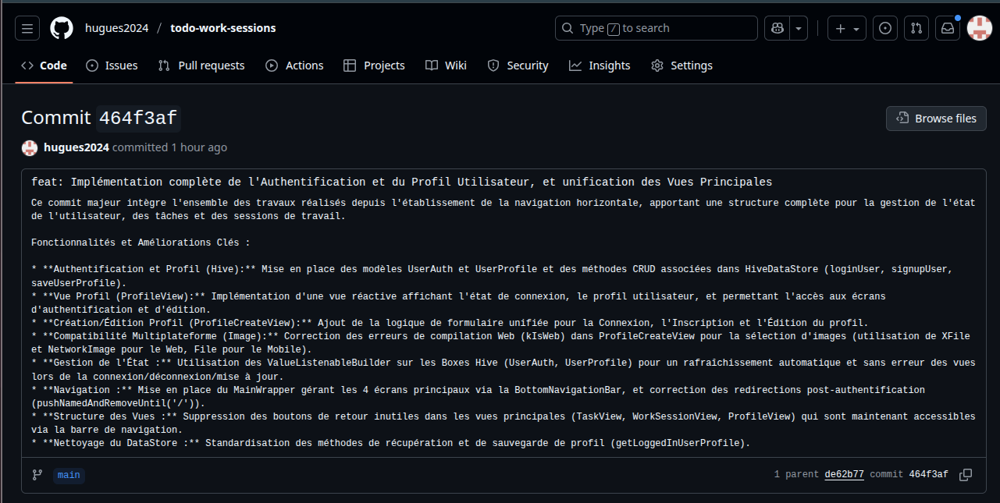 hugues2024 / todo-work-sessions
Type / to search
Code Issues Pull requests Actions Projects Wiki Security Insights Settings
Commit 464f3af
Browse files
hugues2024 committed 1 hour ago
feat: Implémentation complète de l'Authentification et du Profil Utilisateur, et unification des Vues Principales
Ce commit majeur intègre l'ensemble des travaux réalisés depuis l'établissement de la navigation horizontale, apportant une structure complète pour la gestion de l'état
de l'utilisateur, des tâches et des sessions de travail.
Fonctionnalités et Améliorations Clés :
* **Authentification et Profil (Hive):** Mise en place des modèles UserAuth et UserProfile et des méthodes CRUD associées dans HiveDataStore (loginUser, signupUser,
saveUserProfile).
* **Vue Profil (ProfileView):** Implémentation d'une vue réactive affichant l'état de connexion, le profil utilisateur, et permettant l'accès aux écrans
d'authentification et d'édition.
* **Création/Édition Profil (ProfileCreateView):** Ajout de la logique de formulaire unifiée pour la Connexion, l'Inscription et l'Édition du profil.
* **Compatibilité Multiplateforme (Image):** Correction des erreurs de compilation Web (kIsWeb) dans ProfileCreateView pour la sélection d'images (utilisation de XFile
et NetworkImage pour le Web, File pour le Mobile).
* **Gestion de l'État :** Utilisation des ValueListenableBuilder sur les Boxes Hive (UserAuth, UserProfile) pour un rafraîchissement automatique et sans erreur des vues
lors de la connexion/déconnexion/mise à jour.
* **Navigation :** Mise en place du MainWrapper gérant les 4 écrans principaux via la BottomNavigationBar, et correction des redirections post-authentification
(pushNamedAndRemoveUntil('/')).
* **Structure des Vues :** Suppression des boutons de retour inutiles dans les vues principales (TaskView, WorkSessionView, ProfileView) qui sont maintenant accessibles
via la barre de navigation.
* **Nettoyage du DataStore :** Standardisation des méthodes de récupération et de sauvegarde de profil (getLoggedInUserProfile).
main
1 parent de62b77 commit 464f3af